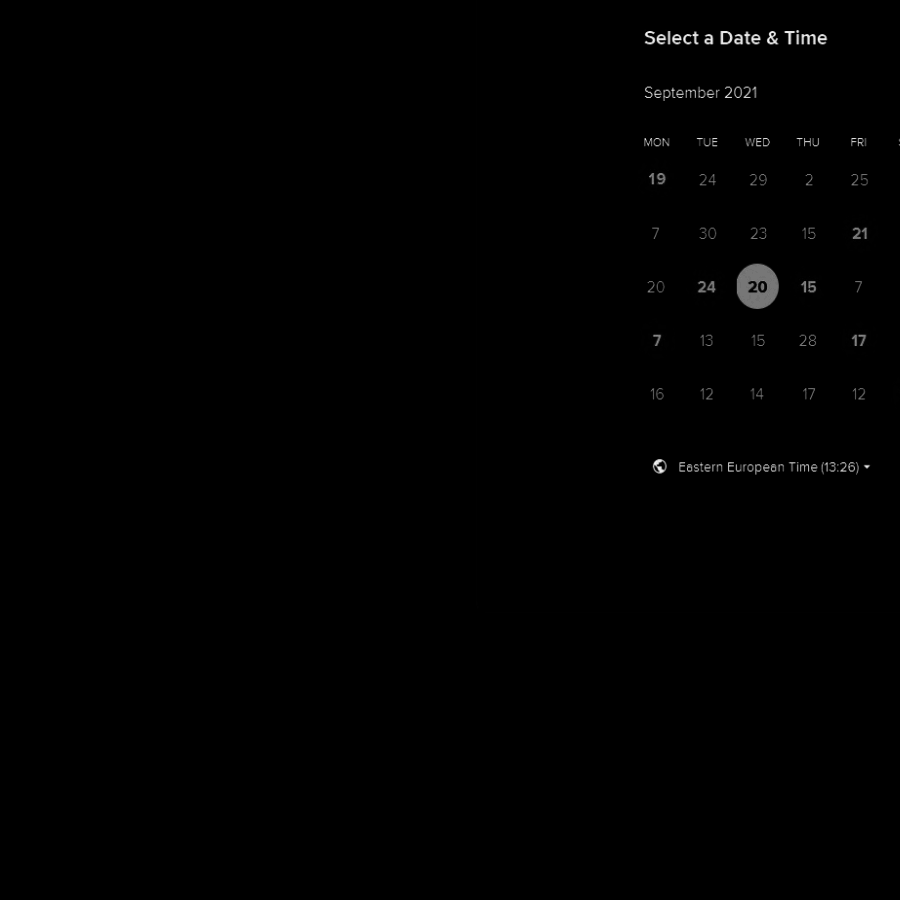 Select a Date & Time
September 2021
MON TUE WED THU FRI
19 24 29 2 25
7 30 23 15 21
20 24 20 15 7
7 13 15 28 17
16 12 14 17 12
Eastern European Time (13:26)